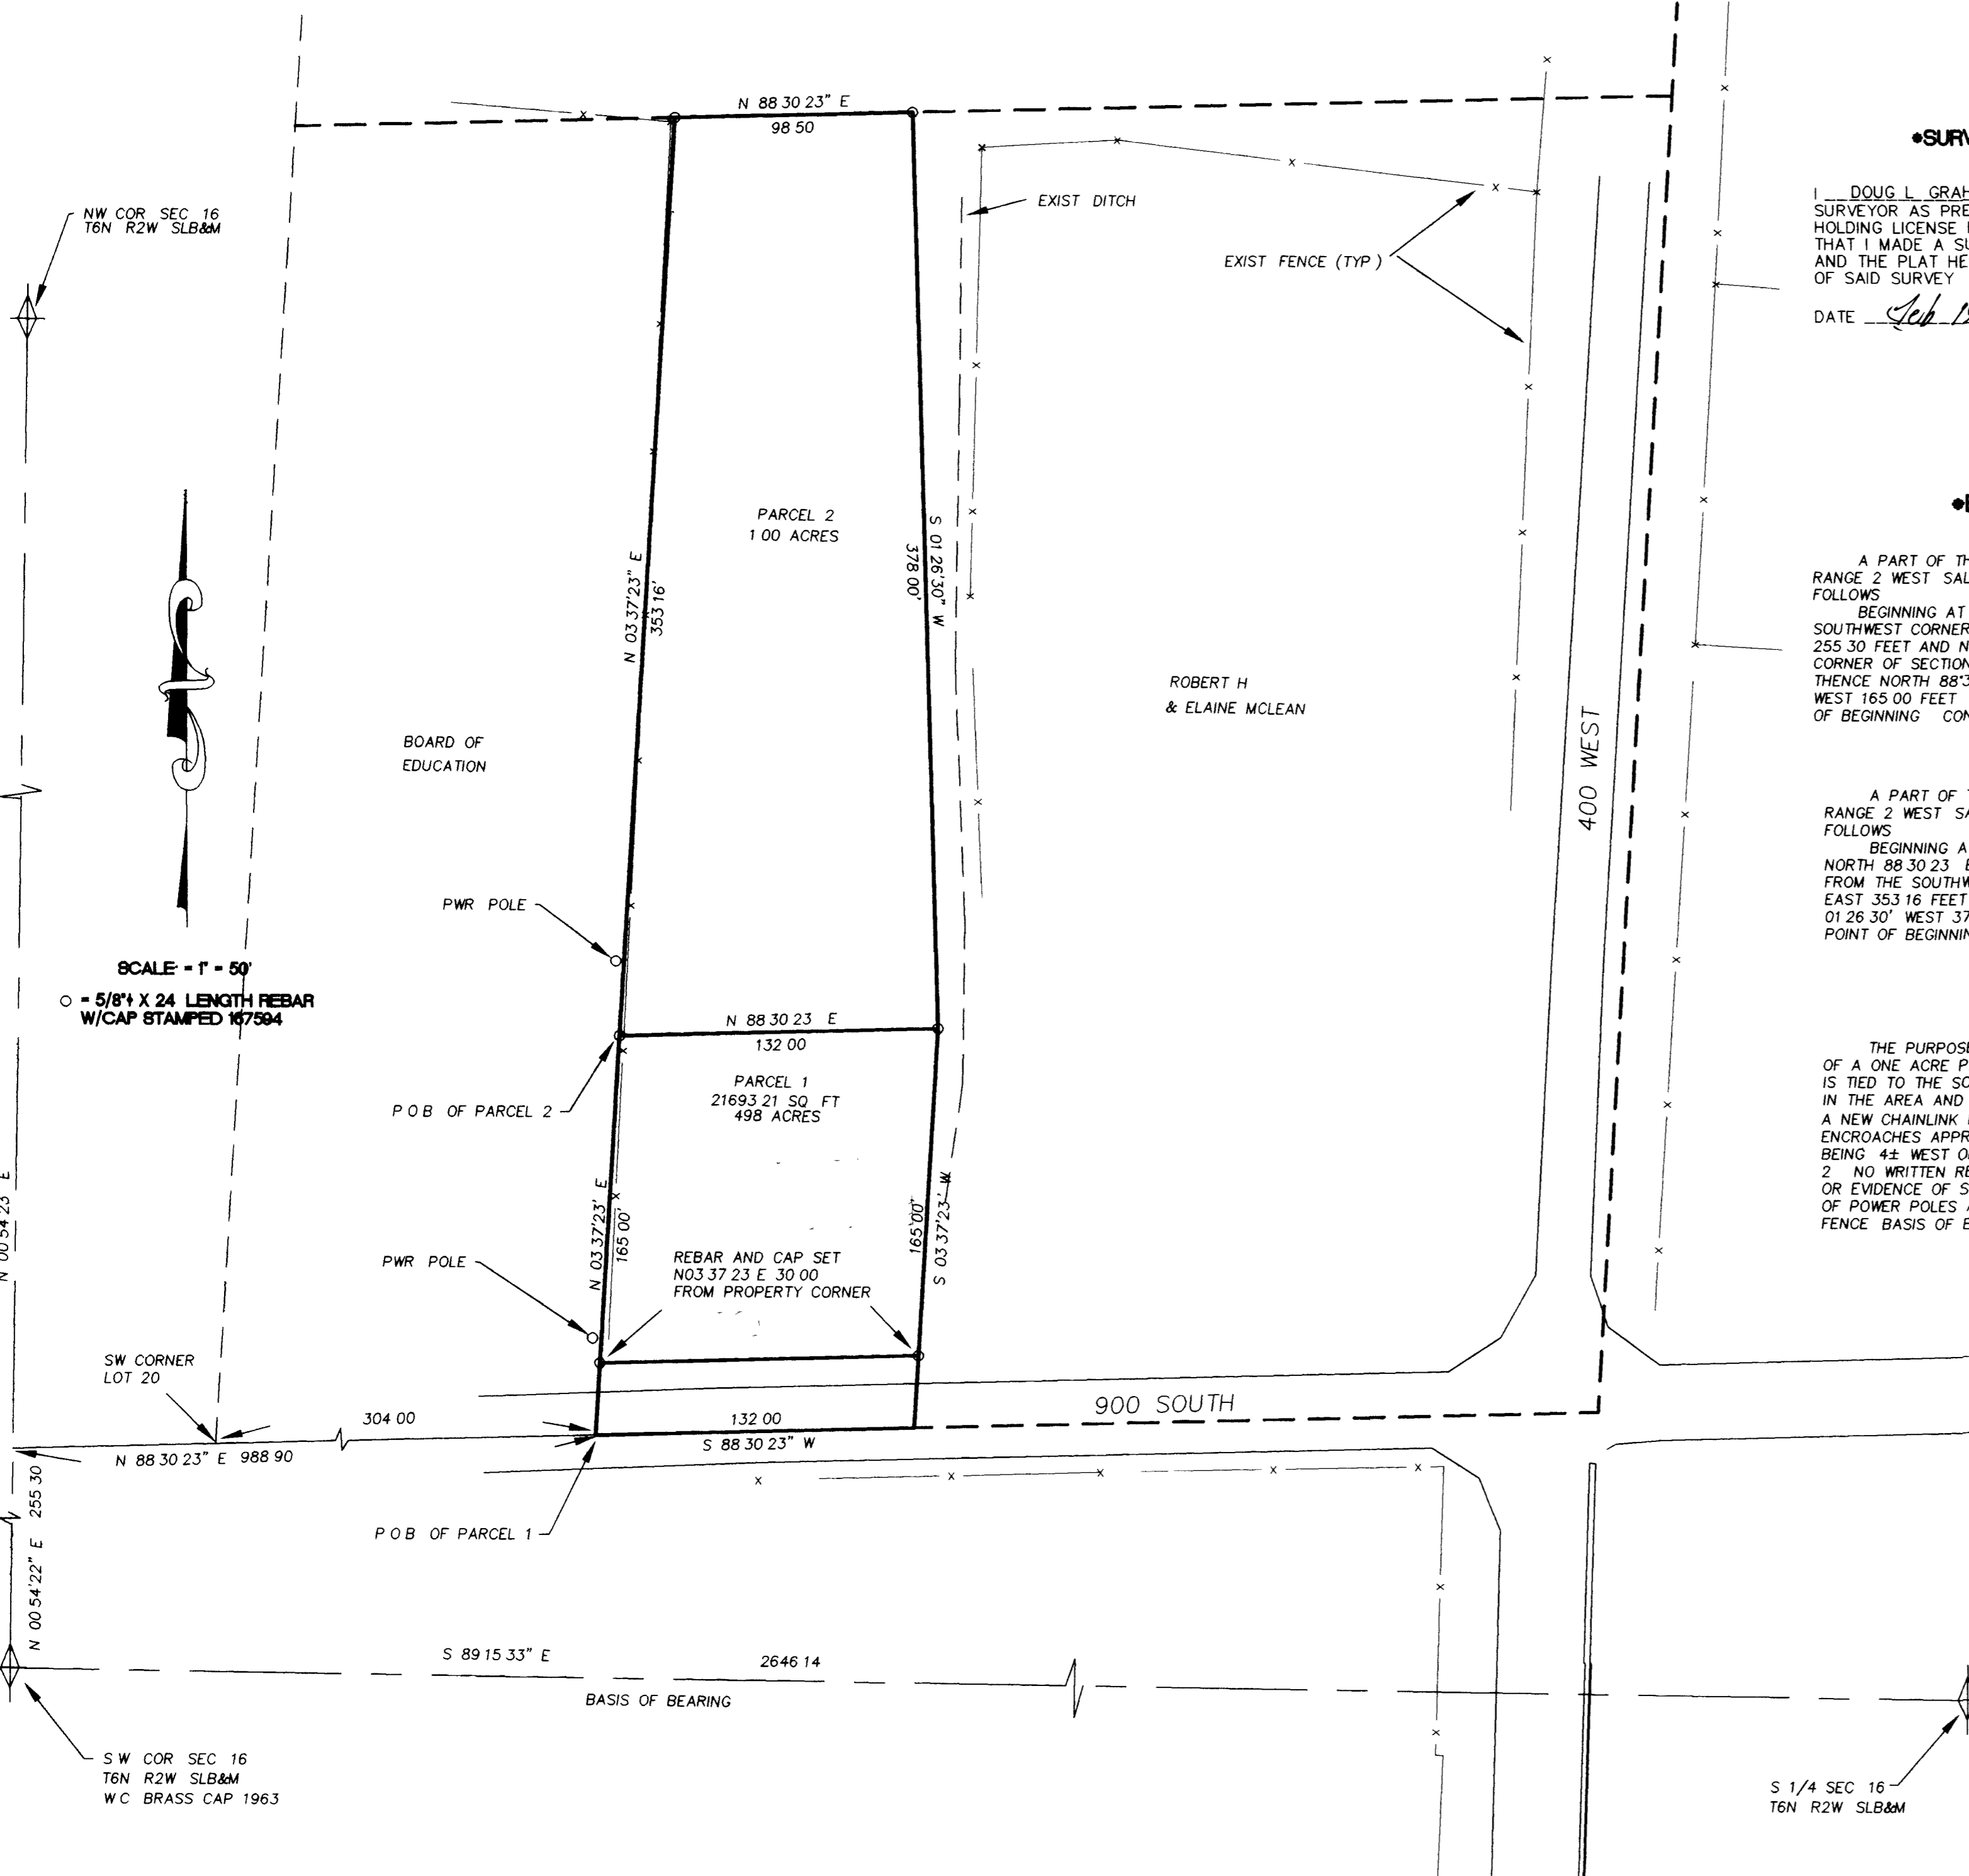 N 88 30 23" E
98 50
NW COR SEC 16
T6N R2W SLB&M
EXIST DITCH
EXIST FENCE (TYP )
PARCEL 2
1 00 ACRES
N 03 37'23" E
353 16'
S 01 26'30" W
378 00'
ROBERT H
& ELAINE MCLEAN
BOARD OF
EDUCATION
400 WEST
PWR POLE
SCALE = 1" = 50'
= 5/8" X 24 LENGTH REBAR
W/CAP STAMPED 167594
N 88 30 23 E
132 00
P O B OF PARCEL 2
PARCEL 1
21693 21 SQ FT
498 ACRES
N 03 37'23' E
165 00'
165 00'
S 03 37'23' W
PWR POLE
REBAR AND CAP SET
N03 37 23 E 30 00
FROM PROPERTY CORNER
N 00 54 23 E
SW CORNER
LOT 20
304 00
132 00
S 88 30 23" W
900 SOUTH
N 88 30 23" E 988 90
N 00 54'22" E 255 30
P O B OF PARCEL 1
S 89 15 33" E 2646 14
BASIS OF BEARING
S W COR SEC 16
T6N R2W SLB&M
W C BRASS CAP 1963
S 1/4 SEC 16
T6N R2W SLB&M
*SURV
I DOUG L GRAH
SURVEYOR AS PRE
HOLDING LICENSE
THAT I MADE A SU
AND THE PLAT HE
OF SAID SURVEY
DATE Feb
A PART OF TH
RANGE 2 WEST SAL
FOLLOWS
BEGINNING AT
SOUTHWEST CORNER
255 30 FEET AND N
CORNER OF SECTION
THENCE NORTH 88°3
WEST 165 00 FEET
OF BEGINNING CON
A PART OF T
RANGE 2 WEST SA
FOLLOWS
BEGINNING A
NORTH 88 30 23 E
FROM THE SOUTHW
EAST 353 16 FEET
01 26 30' WEST 37
POINT OF BEGINNIN
THE PURPOSE
OF A ONE ACRE P
IS TIED TO THE SO
IN THE AREA AND
A NEW CHAINLINK
ENCROACHES APPR
BEING 4± WEST O
2 NO WRITTEN RE
OR EVIDENCE OF S
OF POWER POLES A
FENCE BASIS OF B